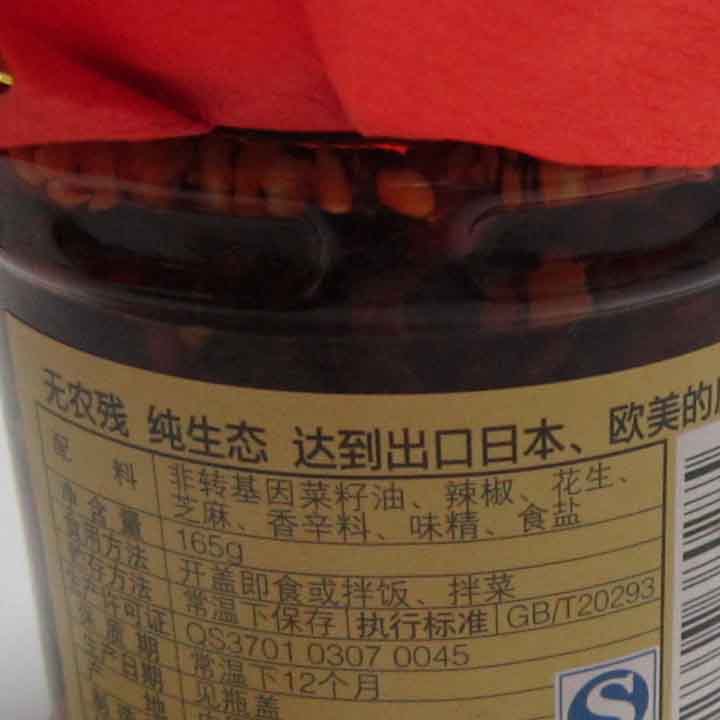 无农残 纯生态 达到出口日本、欧美的
配 料 非转基因菜籽油、辣椒、花生、
芝麻、香辛料、味精、食盐
净含量 165g
食用方法 开盖即食或拌饭、拌菜
贮存方法 常温下保存 执行标准 GB/T20293
生产许可证 QS3701 0307 0045
保质期 常温下12个月
生产日期 见瓶盖
产 地